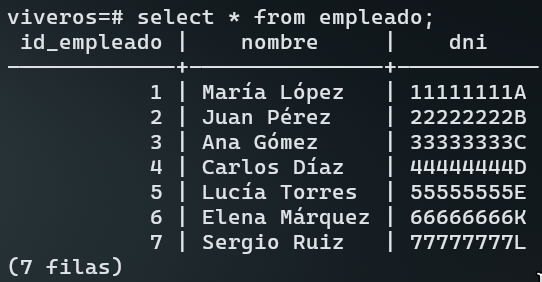 viveros=# select * from empleado;
id_empleado | nombre | dni
1 | María López | 11111111A
2 | Juan Pérez | 22222222B
3 | Ana Gómez | 33333333C
4 | Carlos Díaz | 44444444D
5 | Lucía Torres | 55555555E
6 | Elena Márquez | 66666666K
7 | Sergio Ruiz | 77777777L
(7 filas)